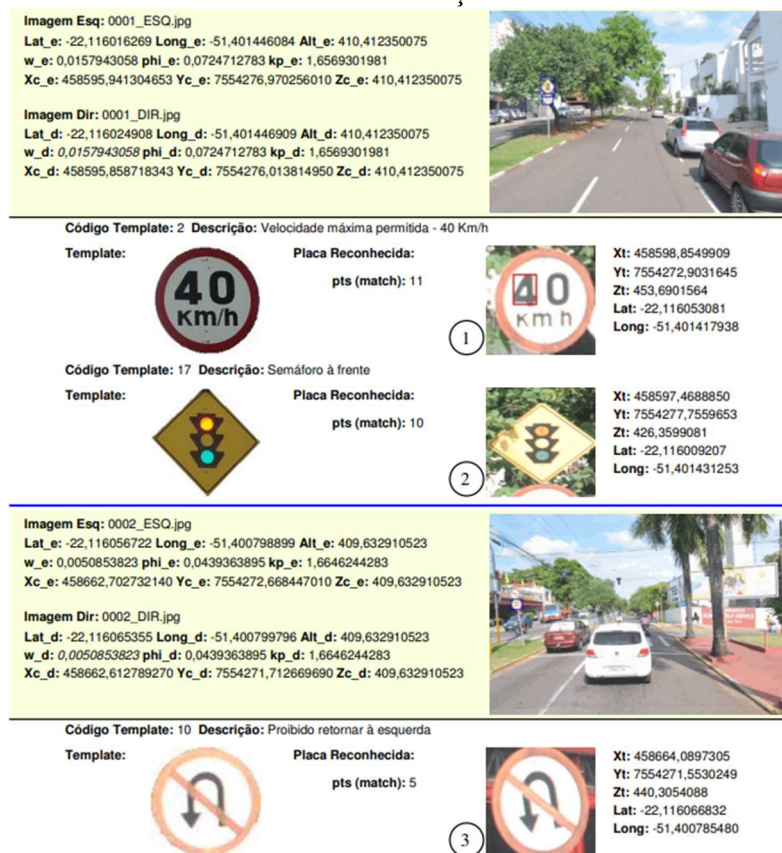 Imagem Esq: 0001_ESQ.jpg
Lat_e: -22,116016269 Long_e: -51,401446084 Alt_e: 410,412350075
w_e: 0,0157943058 phi_e: 0,0724712783 kp_e: 1,6569301981
Xc_e: 458595,941304653 Yc_e: 7554276,970256010 Zc_e: 410,412350075
Imagem Dir: 0001_DIR.jpg
Lat_d: -22,116024908 Long_d: -51,401446909 Alt_d: 410,412350075
w_d: 0,0157943058 phi_d: 0,0724712783 kp_d: 1,6569301981
Xc_d: 458595,858718343 Yc_d: 7554276,013814950 Zc_d: 410,412350075
Código Template: 2 Descrição: Velocidade máxima permitida - 40 Km/h
Template:
40
Km/h
Placa Reconhecida:
pts (match): 11
1
40
Km h
Xt: 458598,8549909
Yt: 7554272,9031645
Zt: 453,6901564
Lat: -22,116053081
Long: -51,401417938
Código Template: 17 Descrição: Semáforo à frente
Template:
Placa Reconhecida:
pts (match): 10
2
Xt: 458597,4688850
Yt: 7554277,7559653
Zt: 426,3599081
Lat: -22,116009207
Long: -51,401431253
Imagem Esq: 0002_ESQ.jpg
Lat_e: -22,116056722 Long_e: -51,400798899 Alt_e: 409,632910523
w_e: 0,0050853823 phi_e: 0,0439363895 kp_e: 1,6646244283
Xc_e: 458662,702732140 Yc_e: 7554272,668447010 Zc_e: 409,632910523
Imagem Dir: 0002_DIR.jpg
Lat_d: -22,116065355 Long_d: -51,400799796 Alt_d: 409,632910523
w_d: 0,0050853823 phi_d: 0,0439363895 kp_d: 1,6646244283
Xc_d: 458662,612789270 Yc_d: 7554271,712669690 Zc_d: 409,632910523
Código Template: 10 Descrição: Proibido retornar à esquerda
Template:
Placa Reconhecida:
pts (match): 5
3
Xt: 458664,0897305
Yt: 7554271,5530249
Zt: 440,3054088
Lat: -22,116066832
Long: -51,400785480